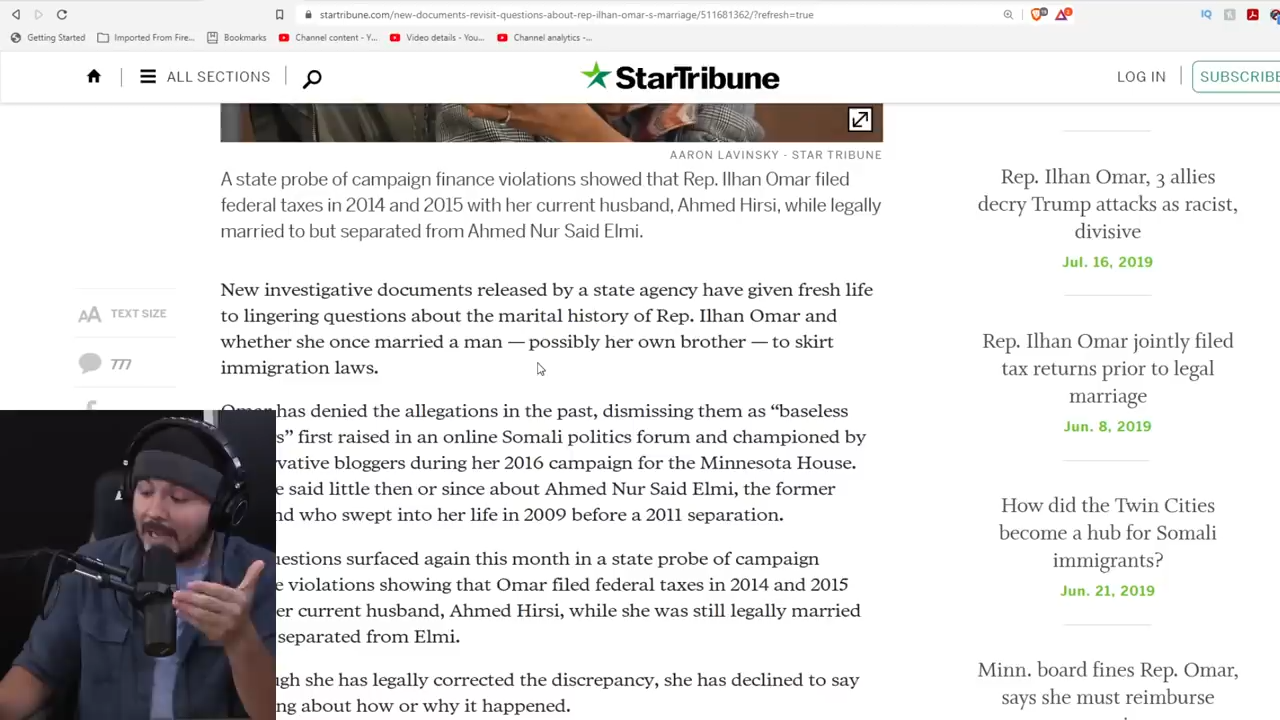 startribune.com/new-documents-revisit-questions-about-rep-ilhan-omar-s-marriage/511681362/?refresh=true
Getting Started
Imported From Fire...
Bookmarks
Channel content - Y...
Video details - You...
Channel analytics -...
ALL SECTIONS
StarTribune
LOG IN
SUBSCRIBE
AARON LAVINSKY - STAR TRIBUNE
A state probe of campaign finance violations showed that Rep. Ilhan Omar filed
federal taxes in 2014 and 2015 with her current husband, Ahmed Hirsi, while legally
married to but separated from Ahmed Nur Said Elmi.
TEXT SIZE
777
New investigative documents released by a state agency have given fresh life
to lingering questions about the marital history of Rep. Ilhan Omar and
whether she once married a man — possibly her own brother — to skirt
immigration laws.
Omar has denied the allegations in the past, dismissing them as “baseless
first raised in an online Somali politics forum and championed by
bloggers during her 2016 campaign for the Minnesota House.
said little then or since about Ahmed Nur Said Elmi, the former
who swept into her life in 2009 before a 2011 separation.
surfaced again this month in a state probe of campaign
violations showing that Omar filed federal taxes in 2014 and 2015
current husband, Ahmed Hirsi, while she was still legally married
separated from Elmi.
she has legally corrected the discrepancy, she has declined to say
about how or why it happened.
Rep. Ilhan Omar, 3 allies
decry Trump attacks as racist,
divisive
Jul. 16, 2019
Rep. Ilhan Omar jointly filed
tax returns prior to legal
marriage
Jun. 8, 2019
How did the Twin Cities
become a hub for Somali
immigrants?
Jun. 21, 2019
Minn. board fines Rep. Omar,
says she must reimburse